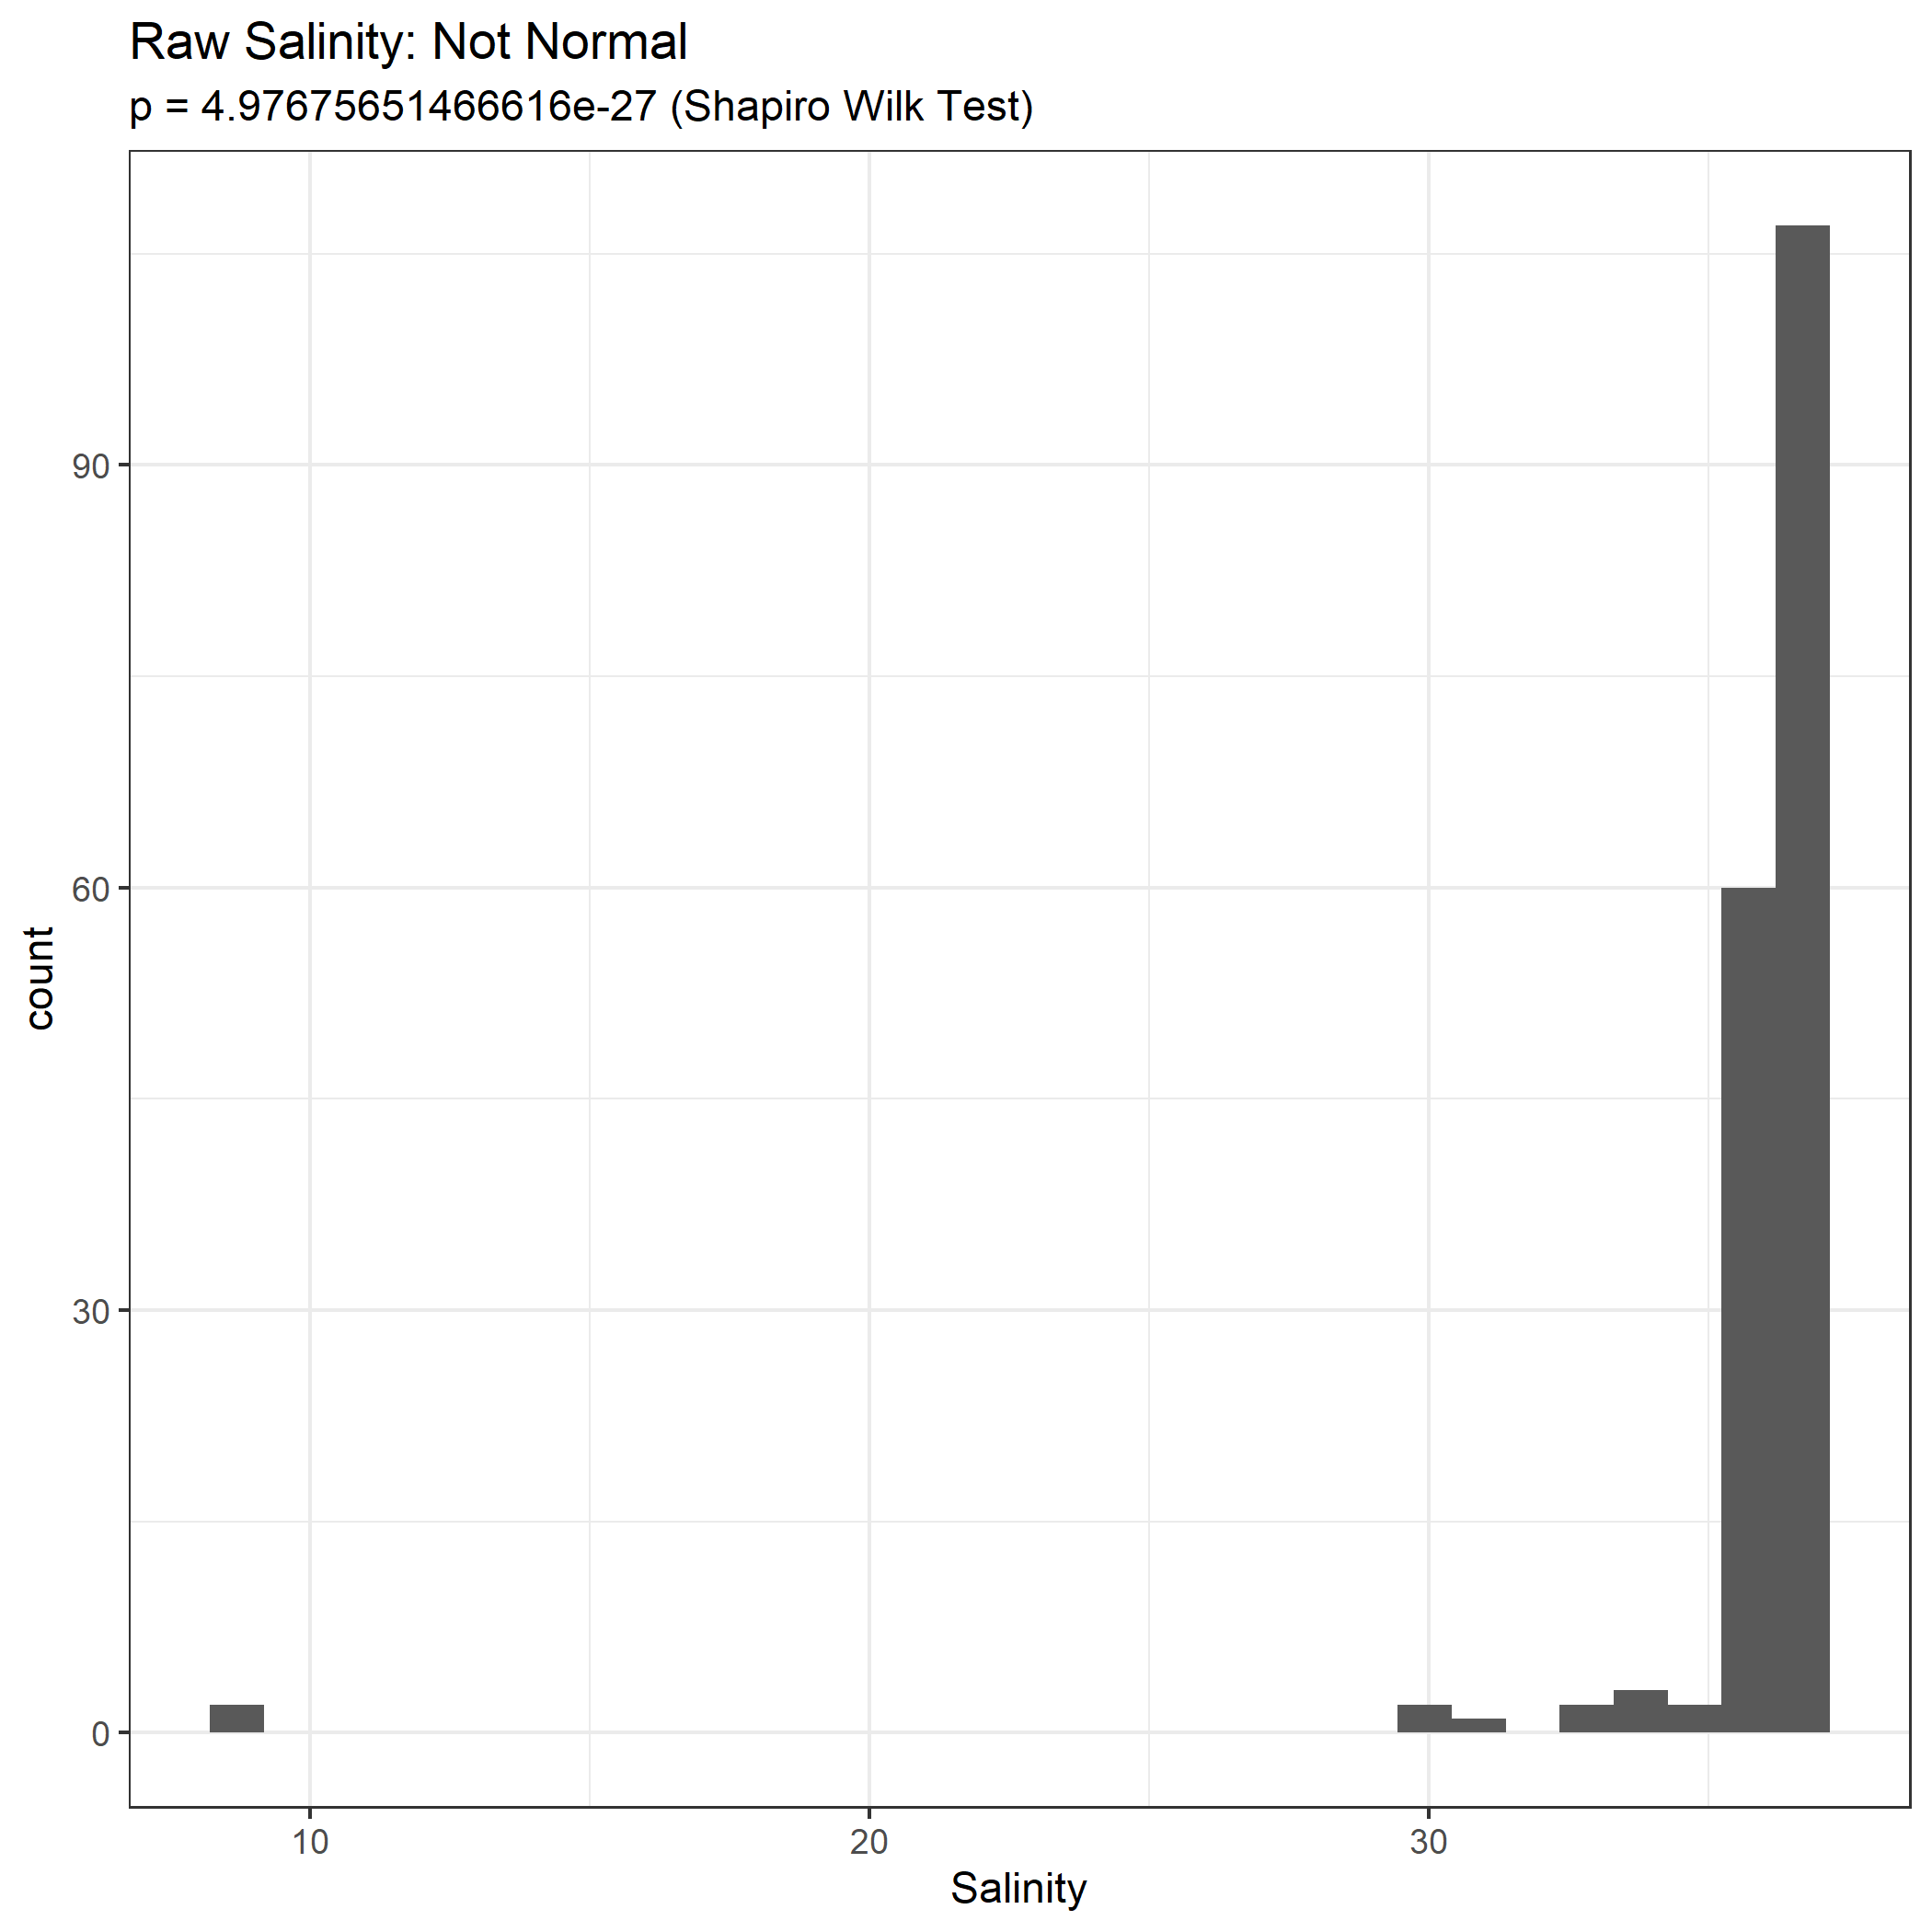 Raw Salinity: Not Normal
p = 4.97675651466616e-27 (Shapiro Wilk Test)
90
60
30
0
count
10
20
30
Salinity